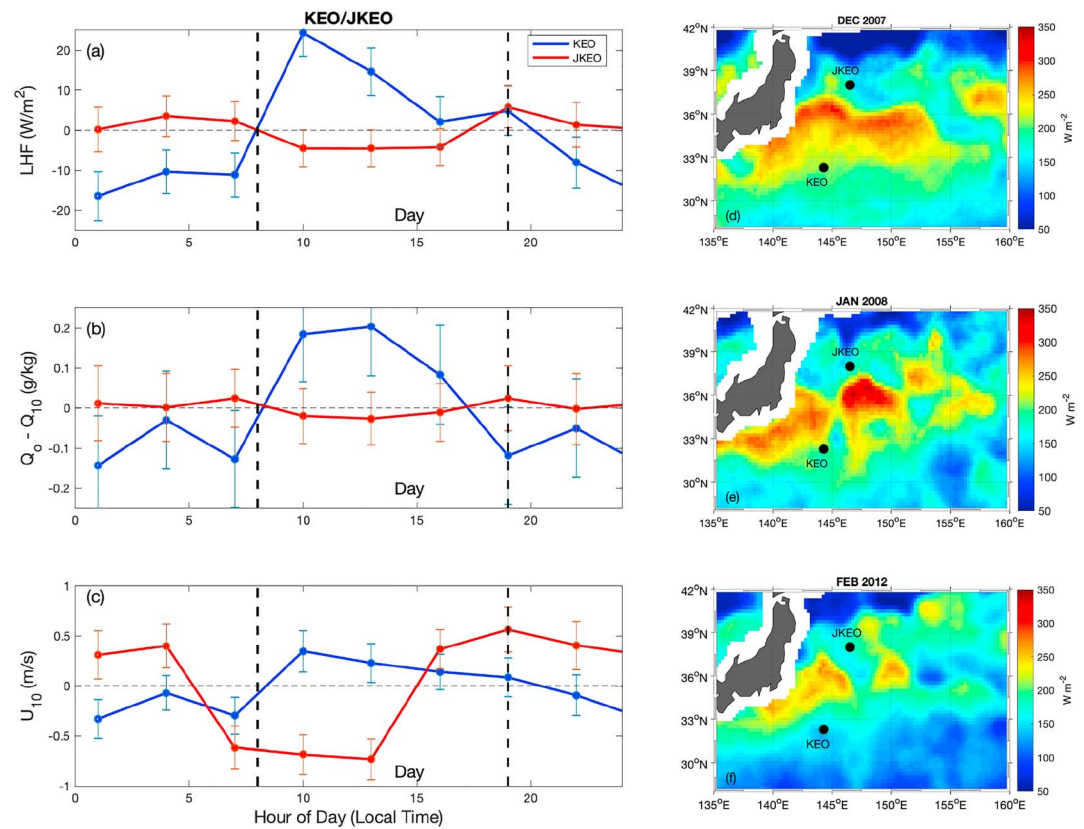 KEO/JKEO
(a)
KEO
JKEO
20
10
0
-10
-20
LHF (W/m²)
Day
0
5
10
15
20
(b)
0.2
0.1
0
-0.1
-0.2
Qₒ - Q₁₀ (g/kg)
Day
0
5
10
15
20
(c)
1
0.5
0
-0.5
-1
U₁₀ (m/s)
Day
0
5
10
15
20
Hour of Day (Local Time)
DEC 2007
42°N
39°N
36°N
33°N
30°N
JKEO
KEO
(d)
135°E
140°E
145°E
150°E
155°E
160°E
350
300
250
200
150
100
50
W m⁻²
JAN 2008
42°N
39°N
36°N
33°N
30°N
JKEO
KEO
(e)
135°E
140°E
145°E
150°E
155°E
160°E
350
300
250
200
150
100
50
W m⁻²
FEB 2012
42°N
39°N
36°N
33°N
30°N
JKEO
KEO
(f)
135°E
140°E
145°E
150°E
155°E
160°E
350
300
250
200
150
100
50
W m⁻²